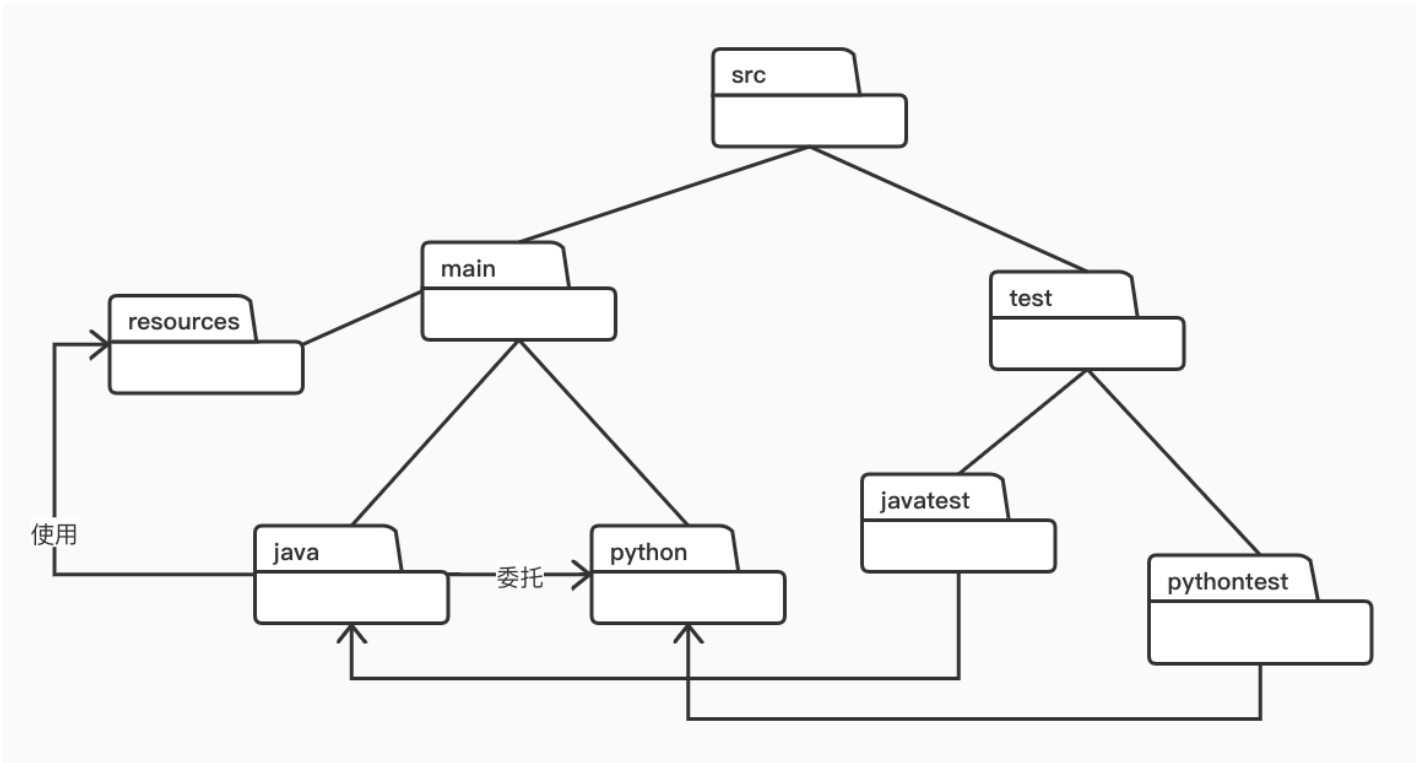 src
main
test
resources
javatest
使用
java
委托
python
pythontest